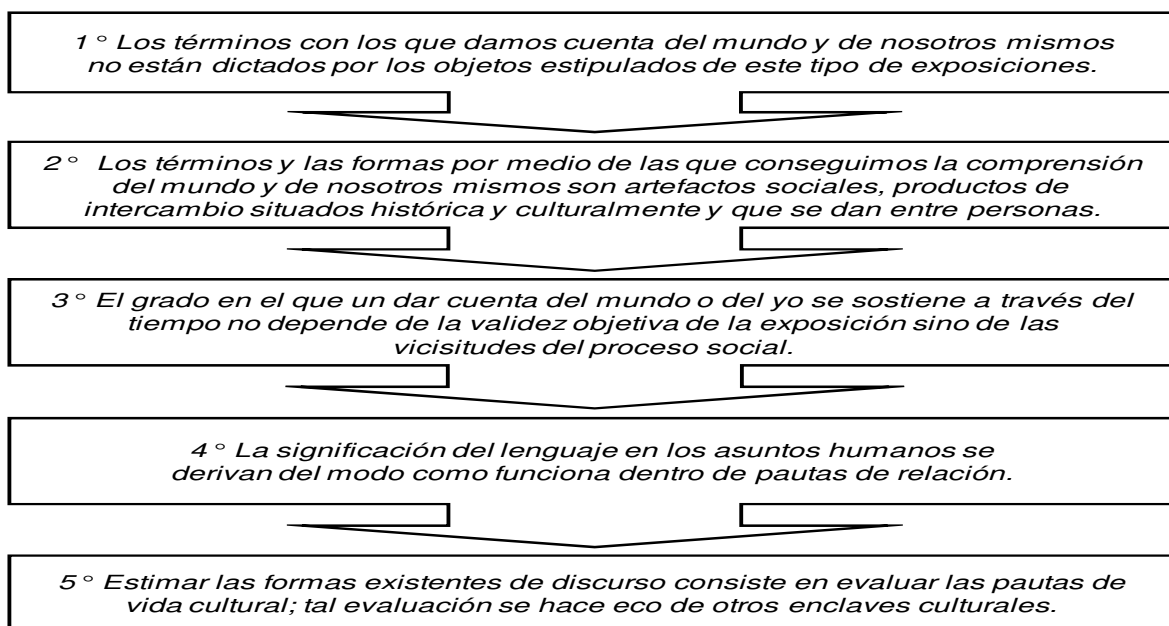 1° Los términos con los que damos cuenta del mundo y de nosotros mismos
no están dictados por los objetos estipulados de este tipo de exposiciones.
2° Los términos y las formas por medio de las que conseguimos la comprensión
del mundo y de nosotros mismos son artefactos sociales, productos de
intercambio situados histórica y culturalmente y que se dan entre personas.
3° El grado en el que un dar cuenta del mundo o del yo se sostiene a través del
tiempo no depende de la validez objetiva de la exposición sino de las
vicisitudes del proceso social.
4° La significación del lenguaje en los asuntos humanos se
derivan del modo como funciona dentro de pautas de relación.
5° Estimar las formas existentes de discurso consiste en evaluar las pautas de
vida cultural; tal evaluación se hace eco de otros enclaves culturales.